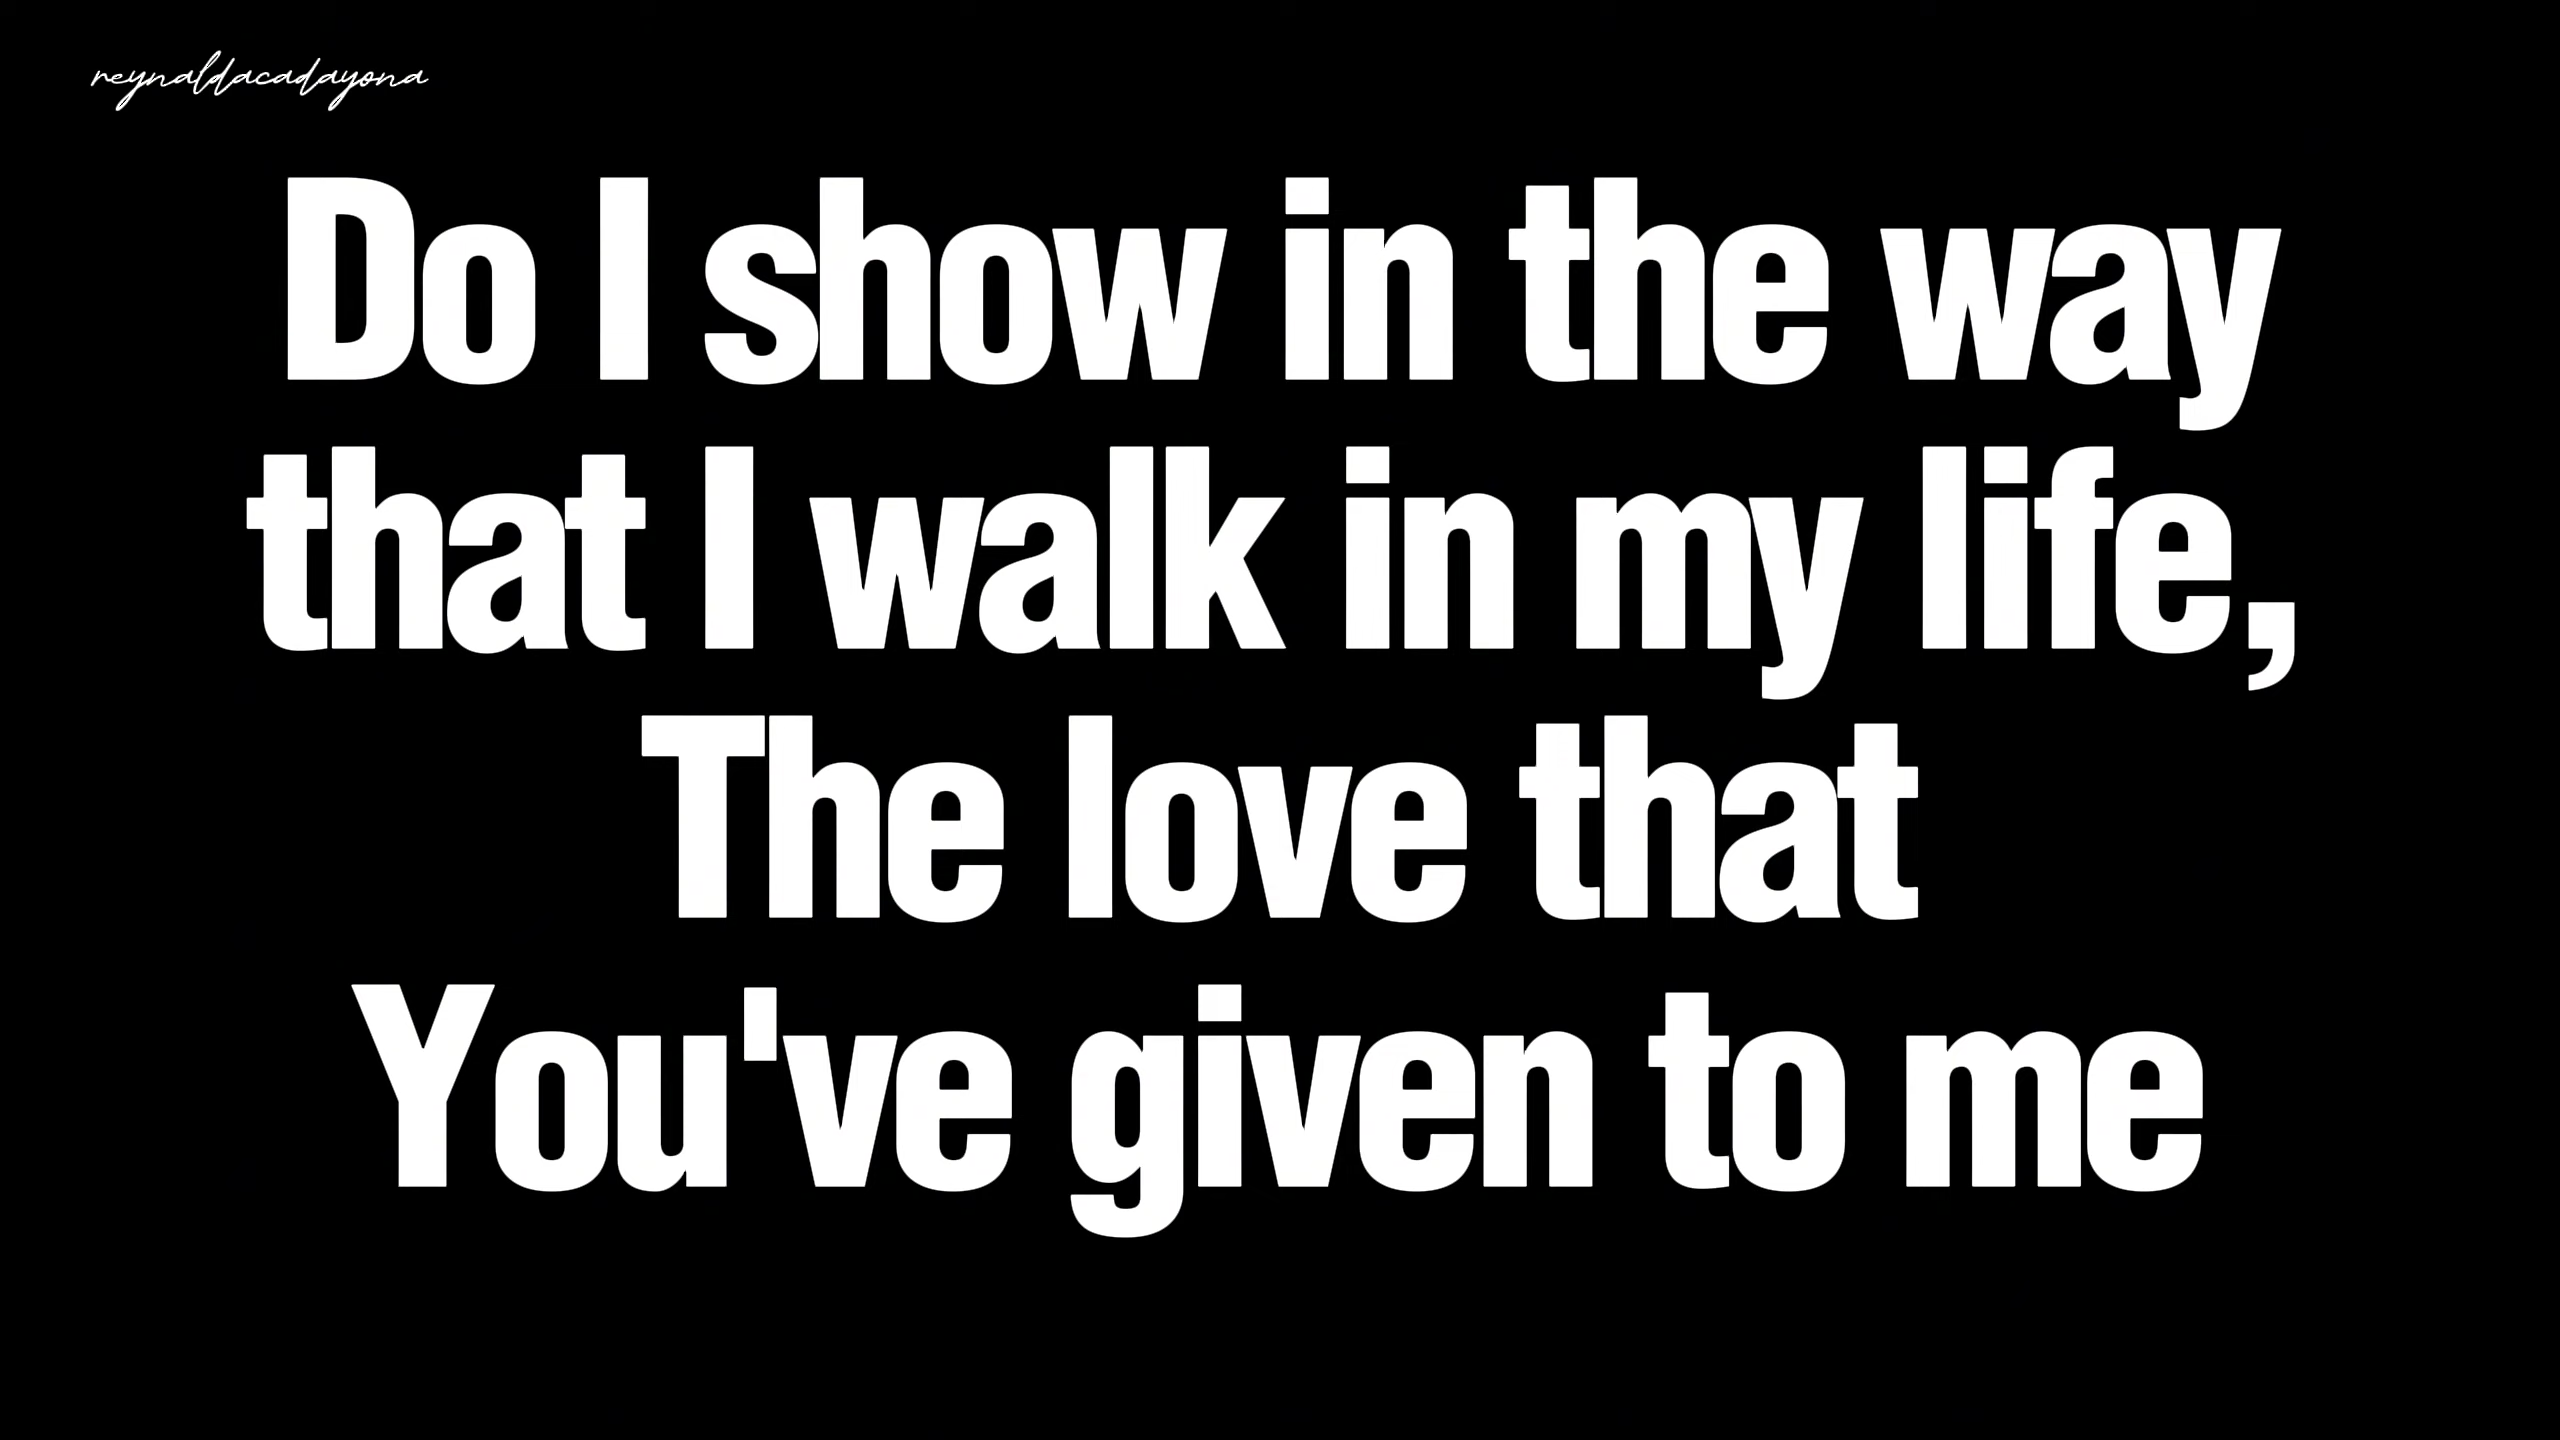 reynaldacadayona
Do I show in the way
that I walk in my life,
The love that
You've given to me